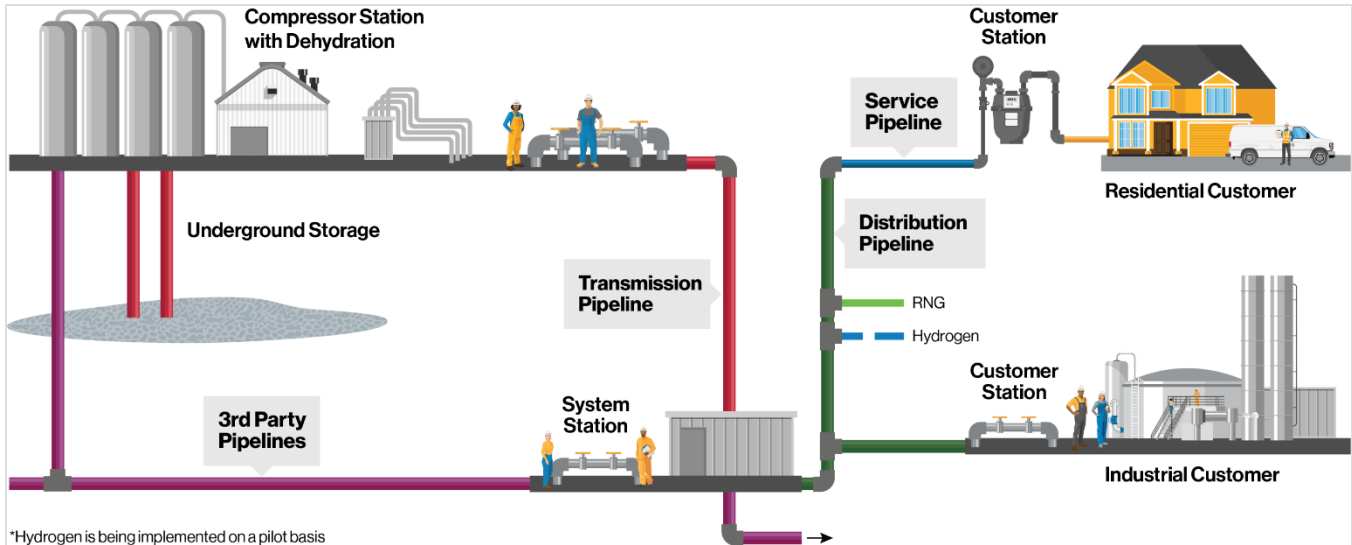 Compressor Station
with Dehydration
Customer
Station
Service
Pipeline
Residential Customer
Underground Storage
Distribution
Pipeline
Transmission
Pipeline
RNG
Hydrogen
Customer
Station
3rd Party
Pipelines
System
Station
Industrial Customer
*Hydrogen is being implemented on a pilot basis